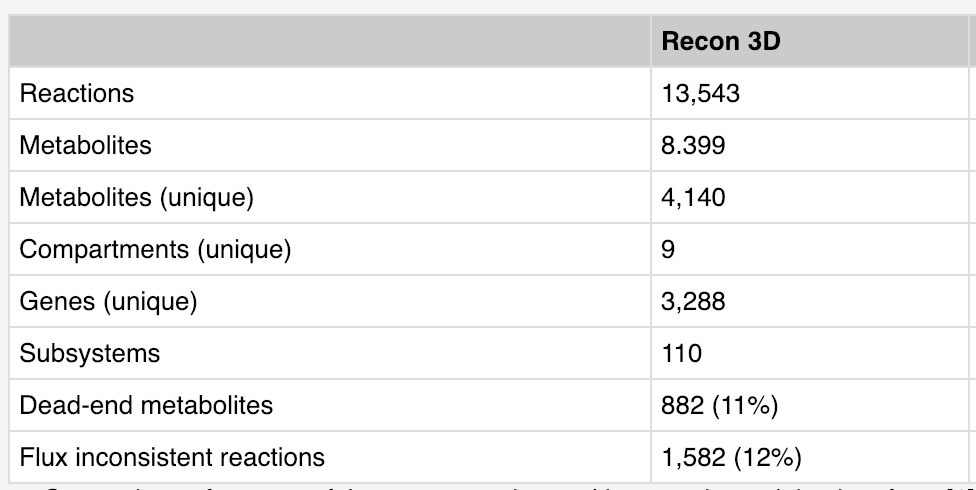 Recon 3D
Reactions 13,543
Metabolites 8.399
Metabolites (unique) 4,140
Compartments (unique) 9
Genes (unique) 3,288
Subsystems 110
Dead-end metabolites 882 (11%)
Flux inconsistent reactions 1,582 (12%)